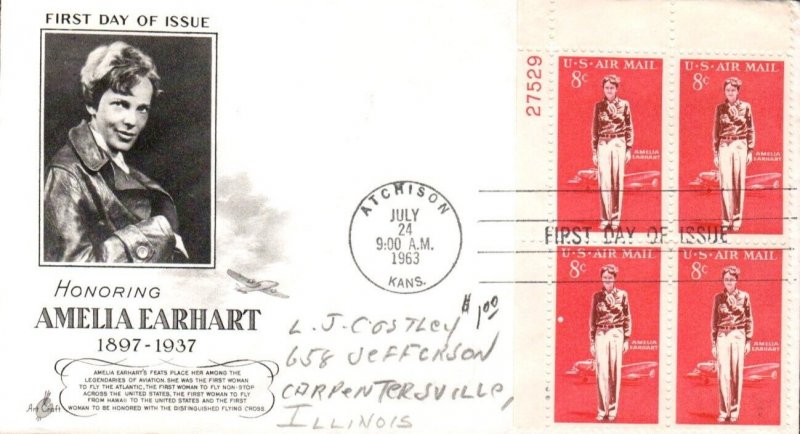 FIRST DAY OF ISSUE
HONORING
AMELIA EARHART
1897-1937
AMELIA EARHART'S FEATS PLACE HER AMONG THE
LEGENDARIES OF AVIATION. SHE WAS THE FIRST WOMAN
TO FLY THE ATLANTIC, THE FIRST WOMAN TO FLY NON-STOP
ACROSS THE UNITED STATES, THE FIRST WOMAN TO FLY
FROM HAWAII TO THE UNITED STATES AND THE FIRST
WOMAN TO BE HONORED WITH THE DISTINGUISHED FLYING CROSS.
Art Craft
ATCHISON
JULY
24
9:00 A.M.
1963
KANS.
$1.00
L. J. COSTLEY
658 JEFFERSON
CARPENTERSVILLE,
ILLINOIS
27529
U·S·AIR MAIL
8c
AMELIA
EARHART
U·S·AIR MAIL
8c
AMELIA
EARHART
FIRST DAY OF ISSUE
U·S·AIR MAIL
8c
AMELIA
EARHART
U·S·AIR MAIL
8c
AMELIA
EARHART